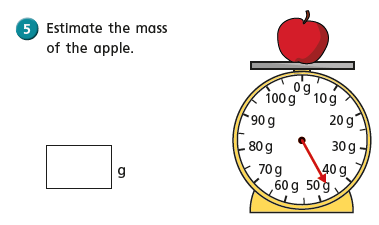 5 Estimate the mass
of the apple.
g
0 g
10 g
20 g
30 g
40 g
50 g
60 g
70 g
80 g
90 g
100 g